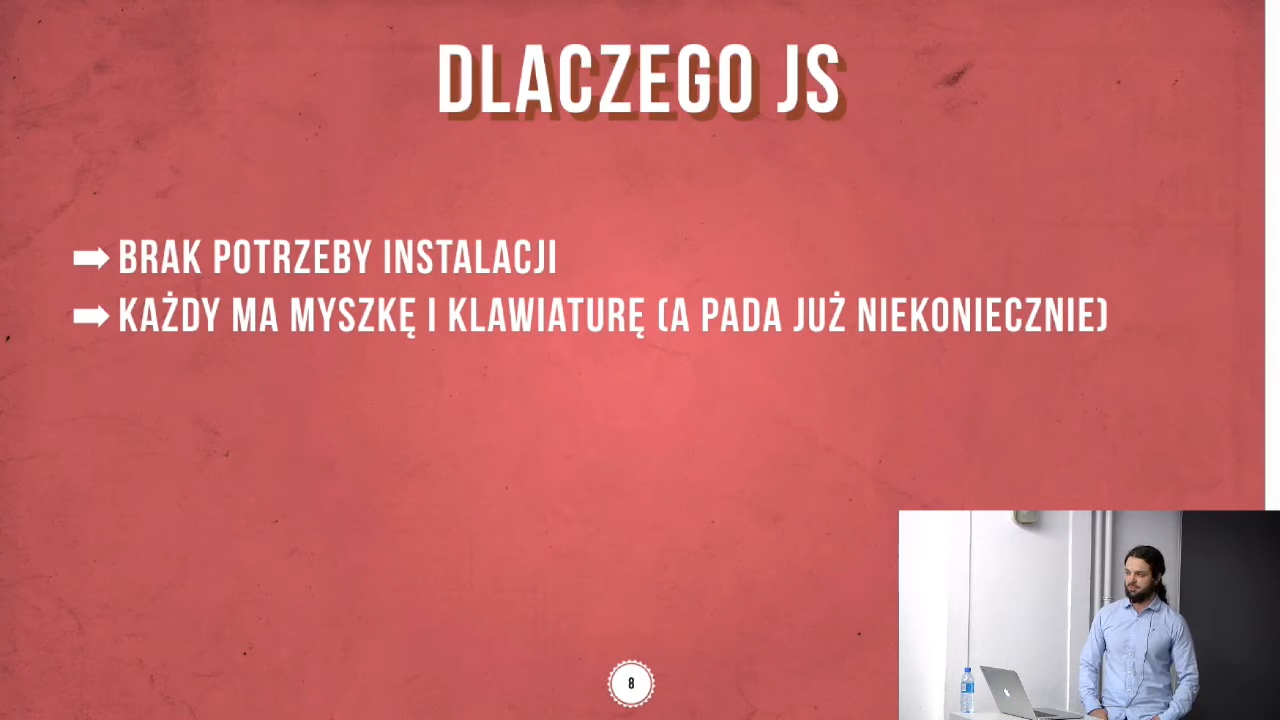 DLACZEGO JS
➡ BRAK POTRZEBY INSTALACJI
➡ KAŻDY MA MYSZKĘ I KLAWIATURĘ (A PADA JUŻ NIEKONIECZNIE)
8